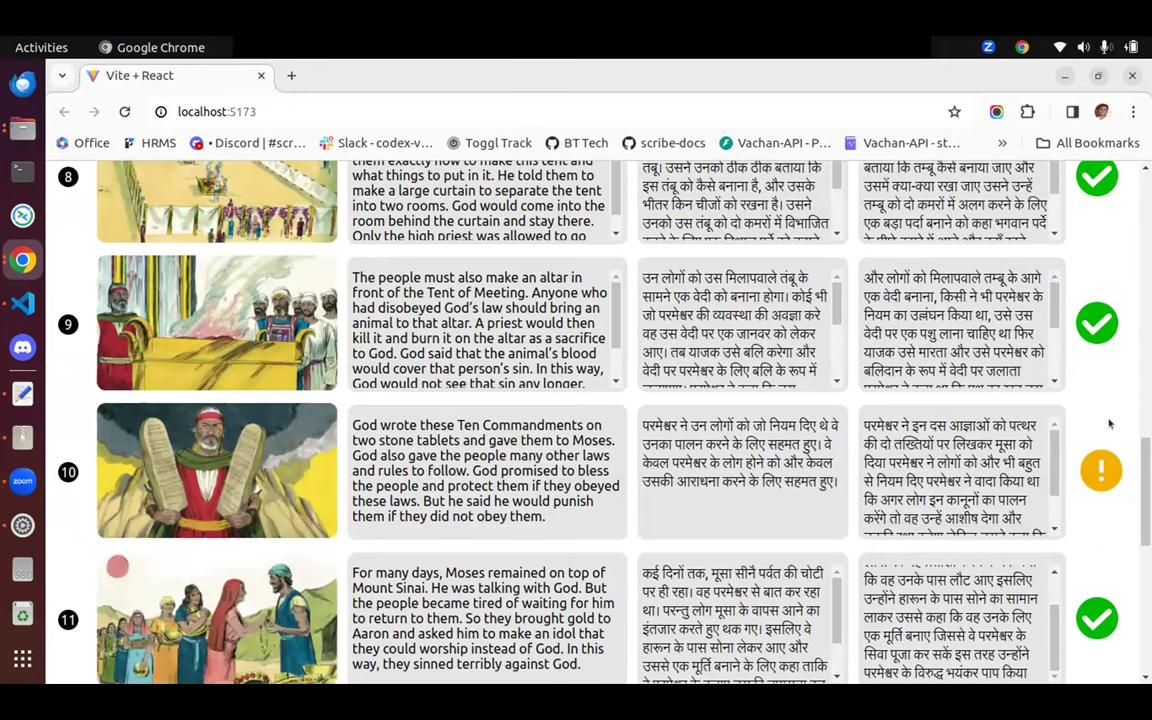 Activities
Google Chrome
Vite + React
localhost:5173
Office
HRMS
• Discord | #scr...
Slack - codex-v...
Toggl Track
BT Tech
scribe-docs
Vachan-API - P...
Vachan-API - st...
»
All Bookmarks
8
them exactly how to make this tent and
what things to put in it. He told them to
make a large curtain to separate the tent
into two rooms. God would come into the
room behind the curtain and stay there.
Only the high priest was allowed to go
तंबू। उसने उनको ठीक ठीक बताया कि
इस तंबू को कैसे बनाना है, और उसके
भीतर किन चीजों को रखना है। उसने
उनको उस तंबू को दो कमरों में विभाजित
बताया कि तम्बू कैसे बनाया जाए और
उसमें क्या-क्या रखा जाए उसने उन्हें
तम्बू को दो कमरों में अलग करने के लिए
एक बड़ा पर्दा बनाने को कहा भगवान पर्दे
9
The people must also make an altar in
front of the Tent of Meeting. Anyone who
had disobeyed God's law should bring an
animal to that altar. A priest would then
kill it and burn it on the altar as a sacrifice
to God. God said that the animal's blood
would cover that person's sin. In this way,
God would not see that sin any longer.
उन लोगों को उस मिलापवाले तंबू के
सामने एक वेदी को बनाना होगा। कोई भी
जो परमेश्वर की व्यवस्था की अवज्ञा करे
वह उस वेदी पर एक जानवर को लेकर
आए। तब याजक उसे बलि करेगा और
वेदी पर परमेश्वर के लिए बलि के रूप में
और लोगों को मिलापवाले तम्बू के आगे
एक वेदी बनाना, किसी ने भी परमेश्वर के
नियम का उल्लंघन किया था, उसे उस
वेदी पर एक पशु लाना चाहिए था फिर
याजक उसे मारता और उसे परमेश्वर को
बलिदान के रूप में वेदी पर जलाता
10
God wrote these Ten Commandments on
two stone tablets and gave them to Moses.
God also gave the people many other laws
and rules to follow. God promised to bless
the people and protect them if they obeyed
these laws. But he said he would punish
them if they did not obey them.
परमेश्वर ने उन लोगों को जो नियम दिए थे वे
उनका पालन करने के लिए सहमत हुए। वे
केवल परमेश्वर के लोग होने को और केवल
उसकी आराधना करने के लिए सहमत हुए।
परमेश्वर ने इन दस आज्ञाओं को पत्थर
की दो तख्तियों पर लिखकर मूसा को
दिया परमेश्वर ने लोगों को और भी बहुत
से नियम दिए परमेश्वर ने वादा किया था
कि अगर लोग इन कानूनों का पालन
करेंगे तो वह उन्हें आशीष देगा और
11
For many days, Moses remained on top of
Mount Sinai. He was talking with God. But
the people became tired of waiting for him
to return to them. So they brought gold to
Aaron and asked him to make an idol that
they could worship instead of God. In this
way, they sinned terribly against God.
कई दिनों तक, मूसा सीनै पर्वत की चोटी
पर ही रहा। वह परमेश्वर से बात कर रहा
था। परन्तु लोग मूसा के वापस आने का
इंतजार करते हुए थक गए। इसलिए वे
हारून के पास सोना लेकर आए और
उससे एक मूर्ति बनाने के लिए कहा ताकि
कि वह उनके पास लौट आए इसलिए
उन्होंने हारून के पास सोने का सामान
लाकर उससे कहा कि वह उनके लिए
एक मूर्ति बनाए जिससे वे परमेश्वर के
सिवा पूजा कर सकें इस तरह उन्होंने
परमेश्वर के विरुद्ध भयंकर पाप किया